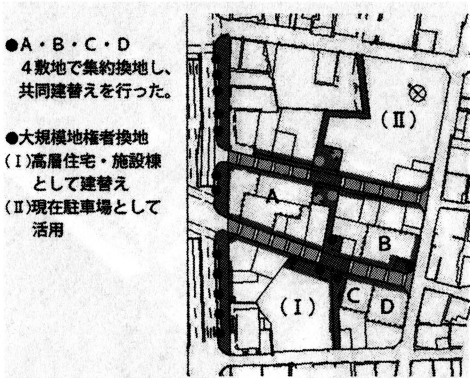 ●A・B・C・D
4敷地で集約換地し、
共同建替えを行った。
●大規模地権者換地
(Ⅰ)高層住宅・施設棟
として建替え
(Ⅱ)現在駐車場として
活用
(Ⅱ)
A
B
C
D
(Ⅰ)